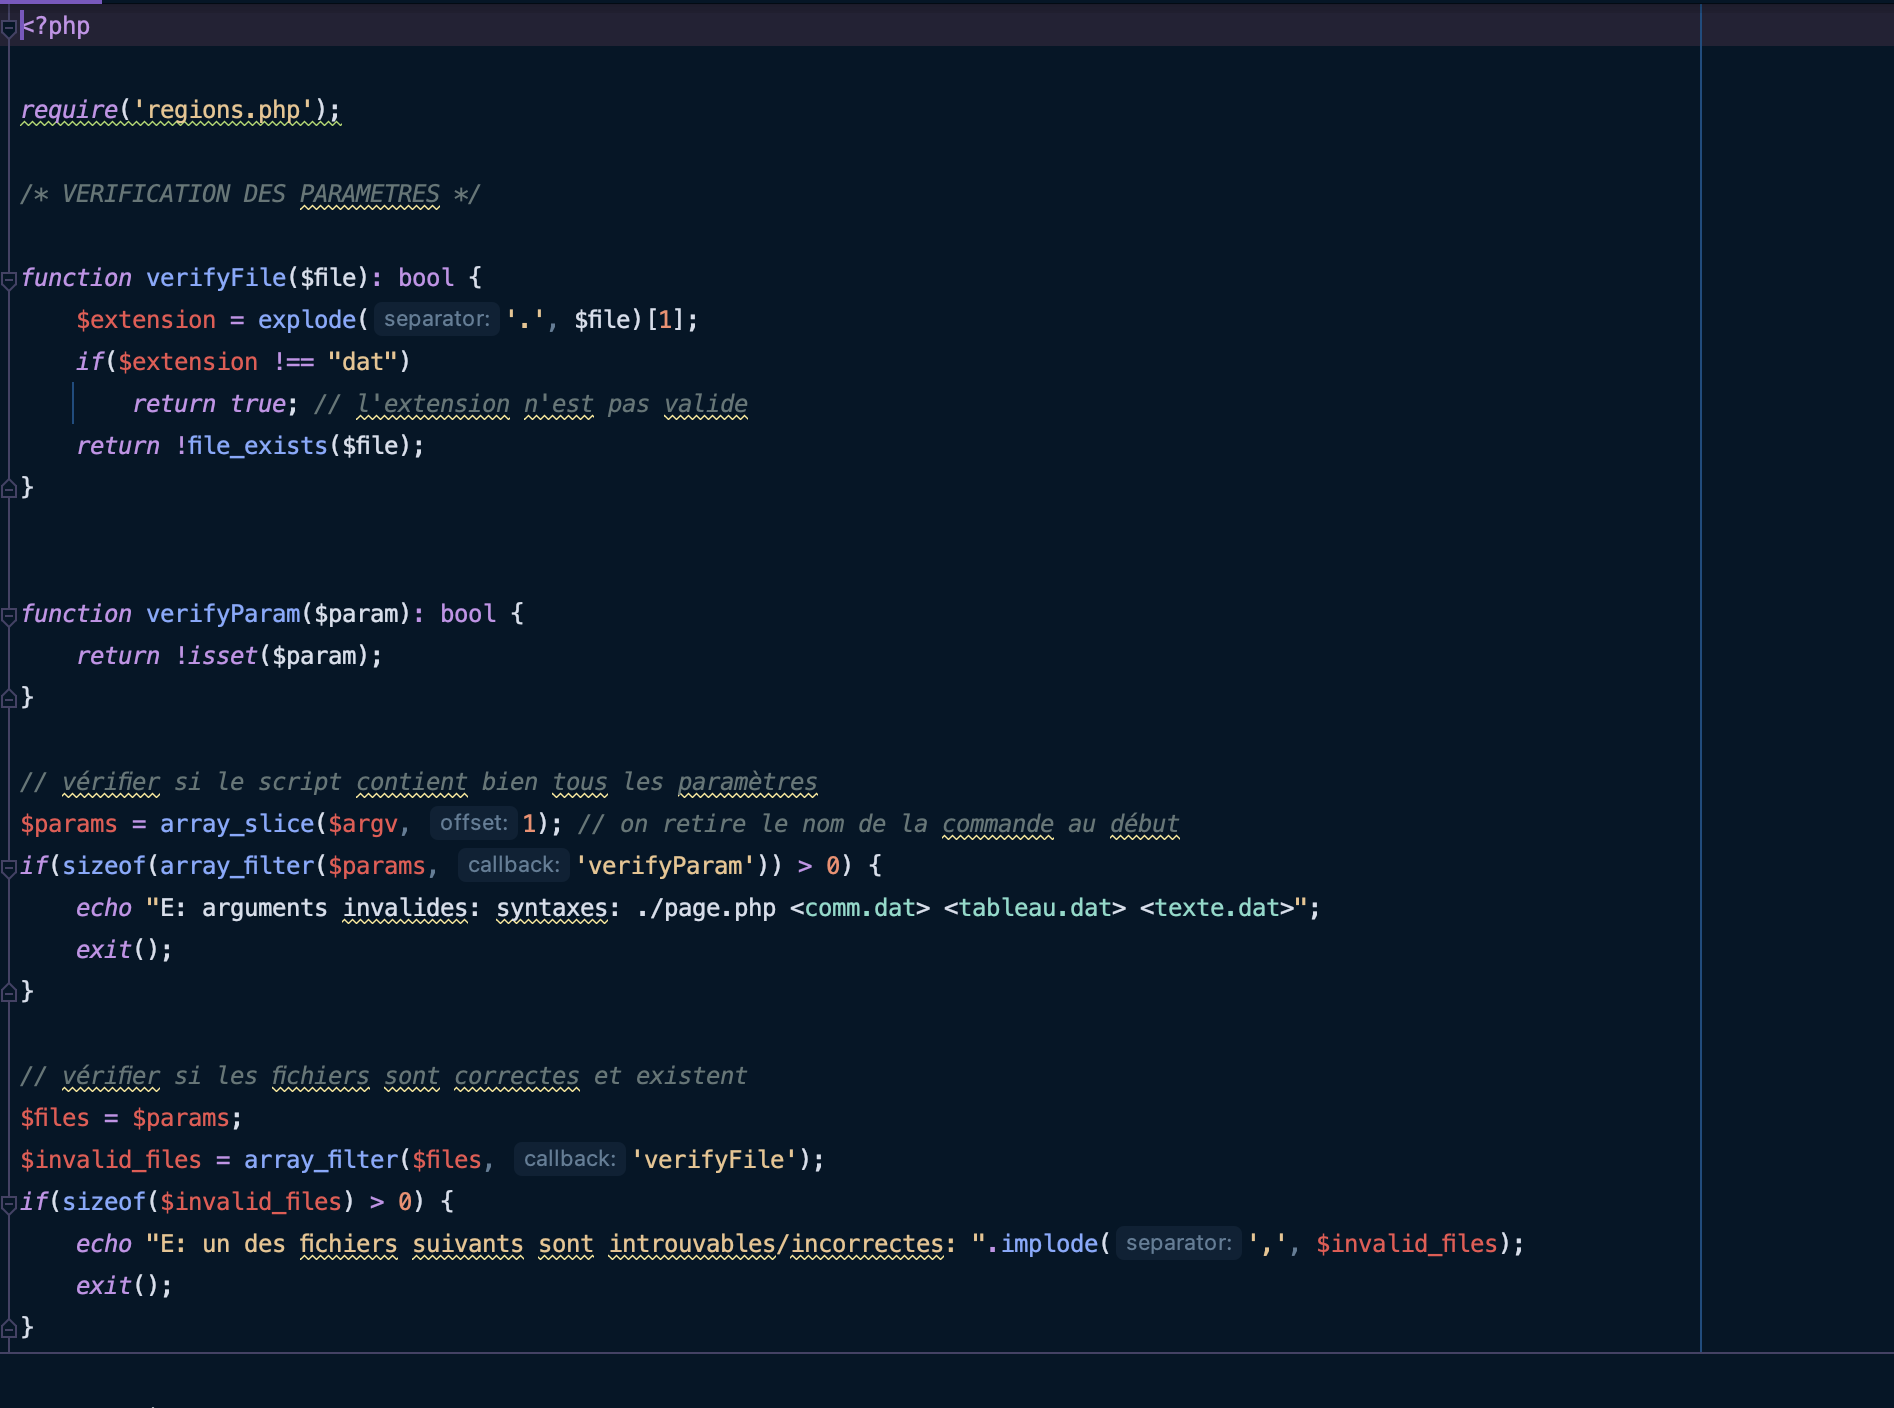 <?php
require('regions.php');
/* VERIFICATION DES PARAMETRES */
function verifyFile($file): bool {
    $extension = explode( separator: '.', $file)[1];
    if($extension !== "dat")
        return true; // l'extension n'est pas valide
    return !file_exists($file);
}
function verifyParam($param): bool {
    return !isset($param);
}
// vérifier si le script contient bien tous les paramètres
$params = array_slice($argv, offset: 1); // on retire le nom de la commande au début
if(sizeof(array_filter($params, callback: 'verifyParam')) > 0) {
    echo "E: arguments invalides: syntaxes: ./page.php <comm.dat> <tableau.dat> <texte.dat>";
    exit();
}
// vérifier si les fichiers sont correctes et existent
$files = $params;
$invalid_files = array_filter($files, callback: 'verifyFile');
if(sizeof($invalid_files) > 0) {
    echo "E: un des fichiers suivants sont introuvables/incorrectes: ".implode( separator: ',', $invalid_files);
    exit();
}